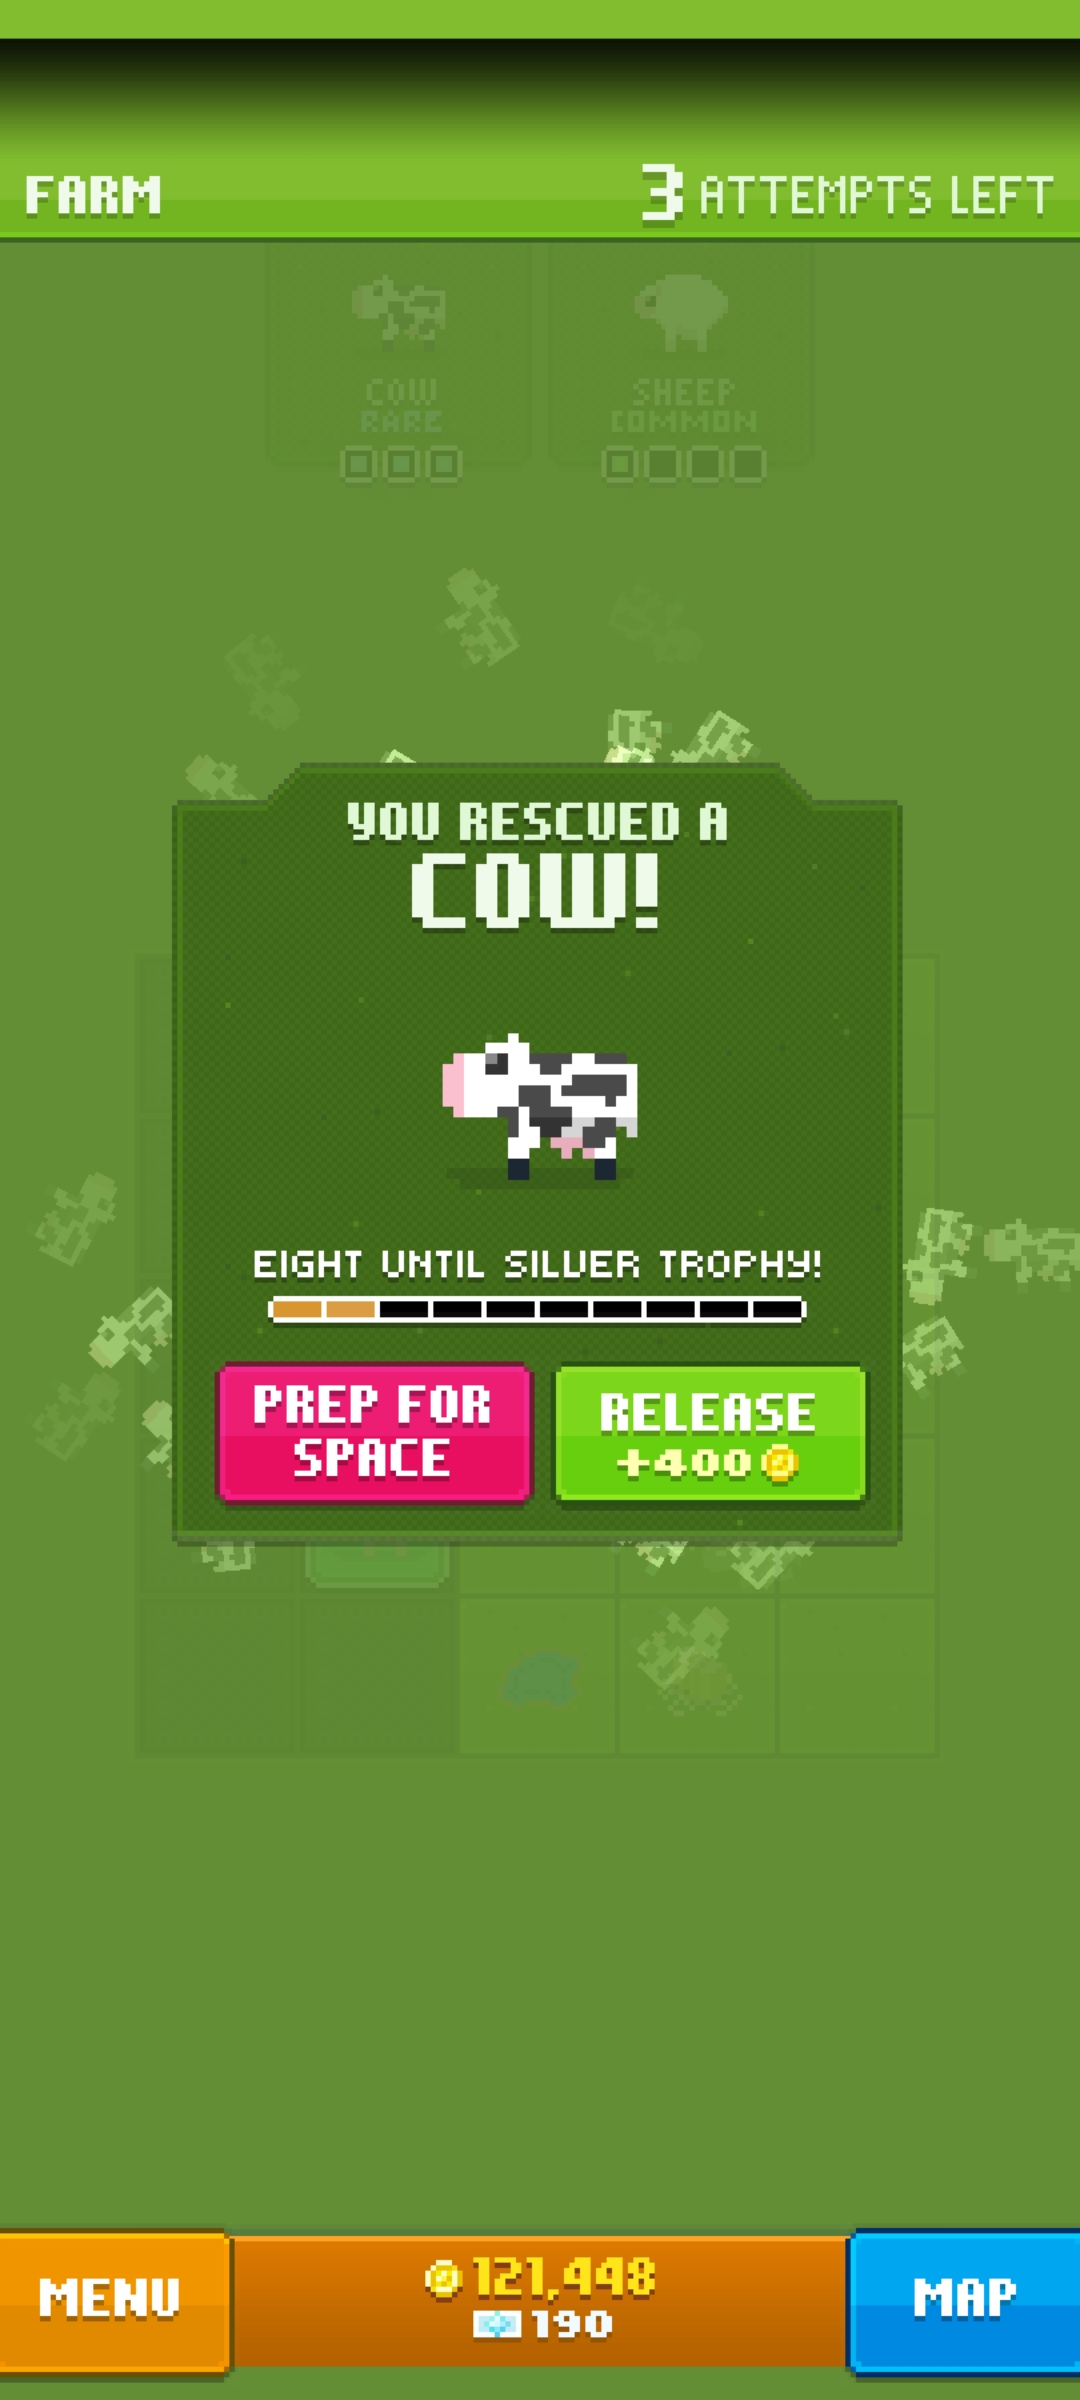 FARM
3 ATTEMPTS LEFT
COW
RARE
SHEEP
COMMON
YOU RESCUED A
COW!
EIGHT UNTIL SILVER TROPHY!
PREP FOR
SPACE
RELEASE
+400
MENU
121,448
190
MAP